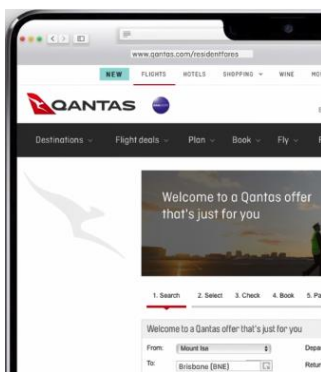 www.qantas.com/residentfares
NEW FLIGHTS HOTELS SHOPPING WINE
QANTAS
Destinations Flight deals Plan Book Fly
Welcome to a Qantas offer
that's just for you
1. Search 2. Select 3. Check 4. Book 5. Pa
Welcome to a Qantas offer that's just for you
From: Mount Isa Depa
To: Brisbane (BNE) Retur